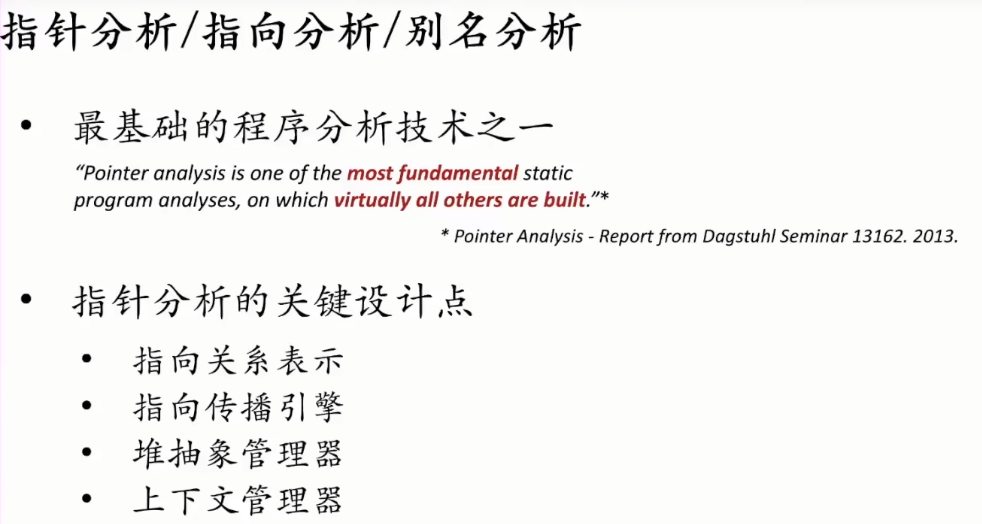 指针分析/指向分析/别名分析
• 最基础的程序分析技术之一
“Pointer analysis is one of the most fundamental static
program analyses, on which virtually all others are built.”*
* Pointer Analysis - Report from Dagstuhl Seminar 13162. 2013.
• 指针分析的关键设计点
• 指向关系表示
• 指向传播引擎
• 堆抽象管理器
• 上下文管理器